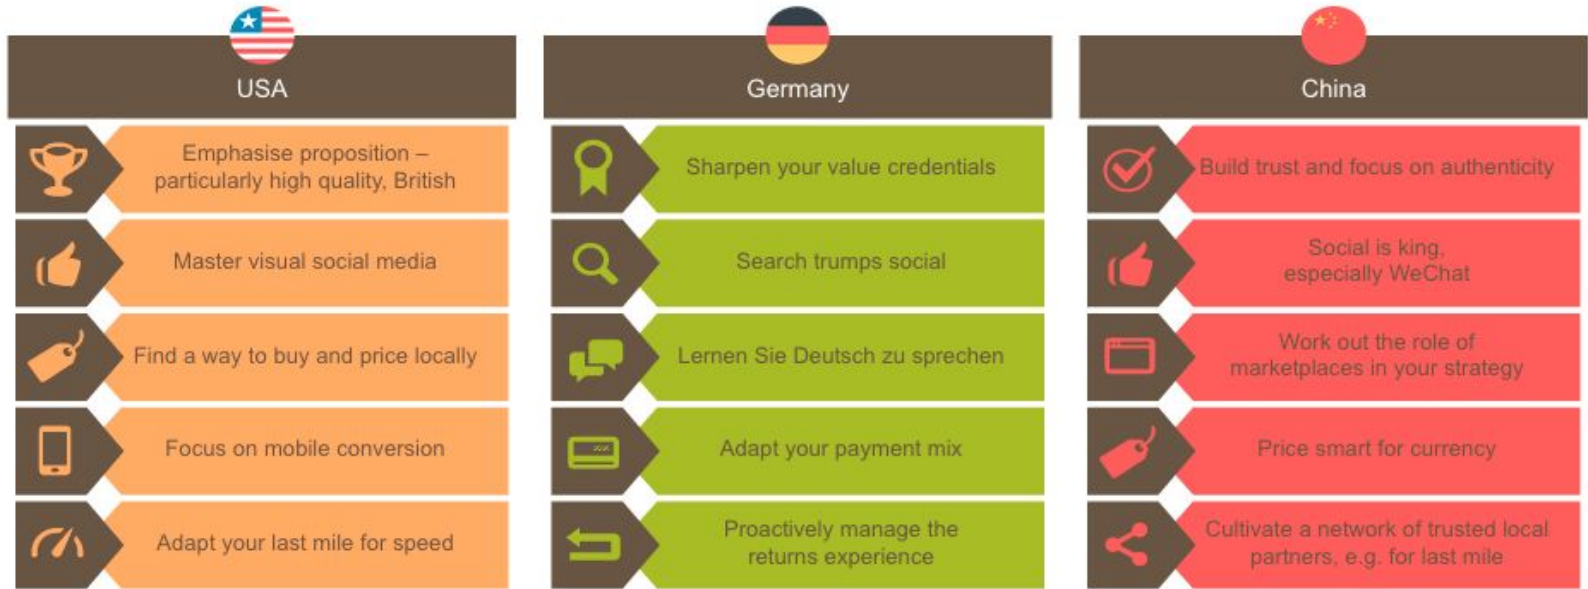 USA
Emphasise proposition –
particularly high quality, British
Master visual social media
Find a way to buy and price locally
Focus on mobile conversion
Adapt your last mile for speed
Germany
Sharpen your value credentials
Search trumps social
Lernen Sie Deutsch zu sprechen
Adapt your payment mix
Proactively manage the
returns experience
China
Build trust and focus on authenticity
Social is king,
especially WeChat
Work out the role of
marketplaces in your strategy
Price smart for currency
Cultivate a network of trusted local
partners, e.g. for last mile